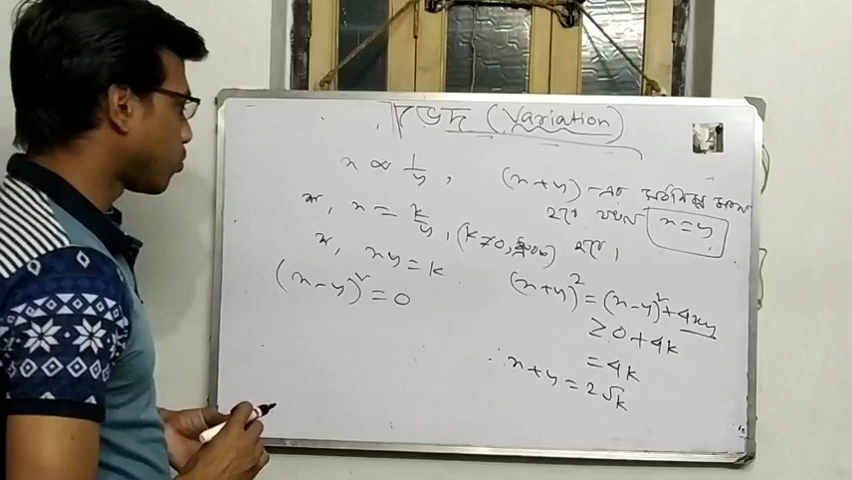 ভেদ (Variation)
x ∝ 1/y,
বা, x = k/y, (k≠0, ধ্রুবক)
বা, xy = k
(x-y)² = 0
(x+y) -এর সর্বনিম্ন মান
হবে যখন x=y
হবে।
(x+y)² = (x-y)² + 4xy
≥ 0 + 4k
= 4k
∴ x+y = 2√k